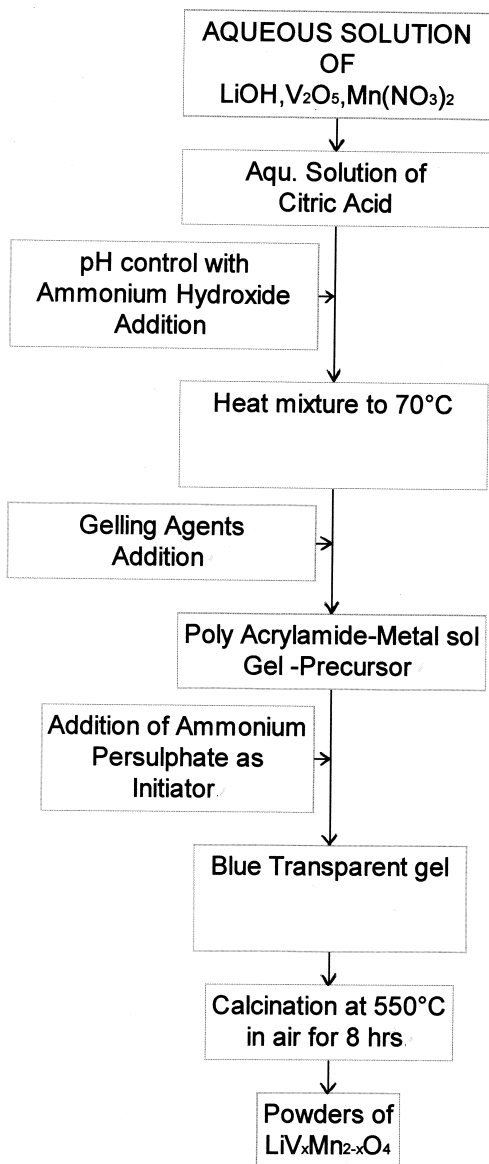 AQUEOUS SOLUTION
OF
LiOH,V₂O₅,Mn(NO₃)₂
Aqu. Solution of
Citric Acid
pH control with
Ammonium Hydroxide
Addition
Heat mixture to 70°C
Gelling Agents
Addition
Poly Acrylamide-Metal sol
Gel -Precursor
Addition of Ammonium
Persulphate as
Initiator
Blue Transparent gel
Calcination at 550°C
in air for 8 hrs
Powders of
LiVₓMn₂₋ₓO₄